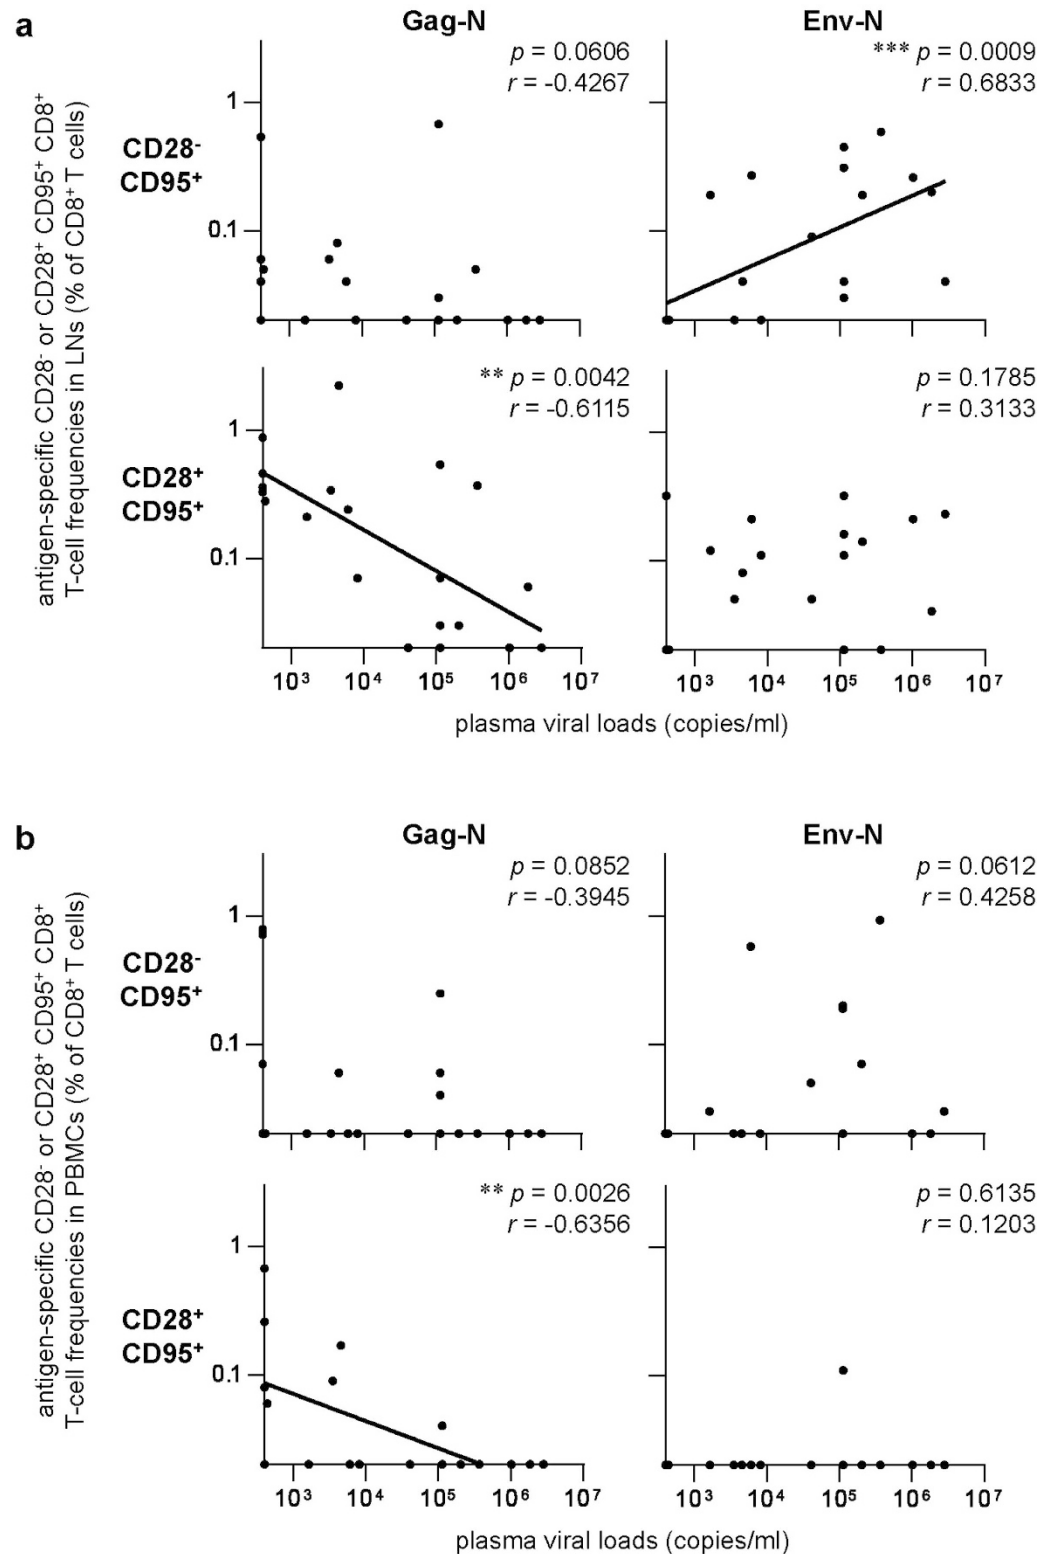 a
Gag-N
Env-N
antigen-specific CD28⁻ or CD28⁺ CD95⁺ CD8⁺
T-cell frequencies in LNs (% of CD8⁺ T cells)
CD28⁻
CD95⁺
p = 0.0606
r = -0.4267
1
0.1
*** p = 0.0009
r = 0.6833
CD28⁺
CD95⁺
** p = 0.0042
r = -0.6115
1
0.1
p = 0.1785
r = 0.3133
10³ 10⁴ 10⁵ 10⁶ 10⁷
10³ 10⁴ 10⁵ 10⁶ 10⁷
plasma viral loads (copies/ml)
b
Gag-N
Env-N
antigen-specific CD28⁻ or CD28⁺ CD95⁺ CD8⁺
T-cell frequencies in PBMCs (% of CD8⁺ T cells)
CD28⁻
CD95⁺
p = 0.0852
r = -0.3945
1
0.1
p = 0.0612
r = 0.4258
CD28⁺
CD95⁺
** p = 0.0026
r = -0.6356
1
0.1
p = 0.6135
r = 0.1203
10³ 10⁴ 10⁵ 10⁶ 10⁷
10³ 10⁴ 10⁵ 10⁶ 10⁷
plasma viral loads (copies/ml)